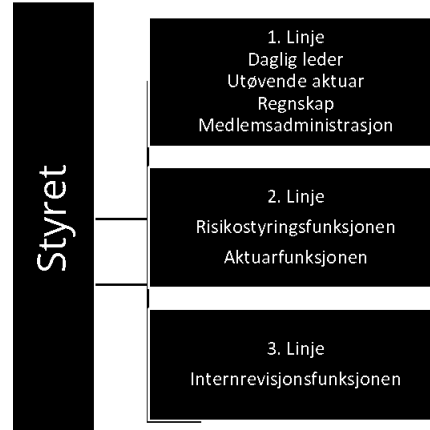 Styret
1. Linje
Daglig leder
Utøvende aktuar
Regnskap
Medlemsadministrasjon
2. Linje
Risikostyringsfunksjonen
Aktuarfunksjonen
3. Linje
Internrevisjonsfunksjonen